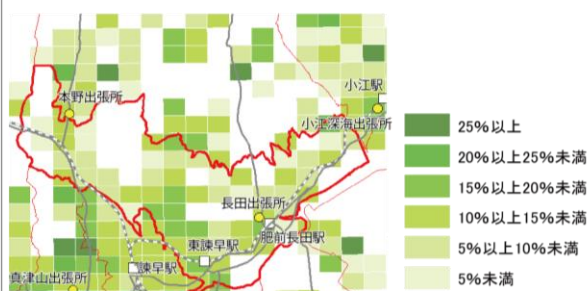 小江駅
本野出張所
小江深海出張所
長田出張所
肥前長田駅
東諫早駅
諫早駅
真津山出張所
25%以上
20%以上25%未満
15%以上20%未満
10%以上15%未満
5%以上10%未満
5%未満